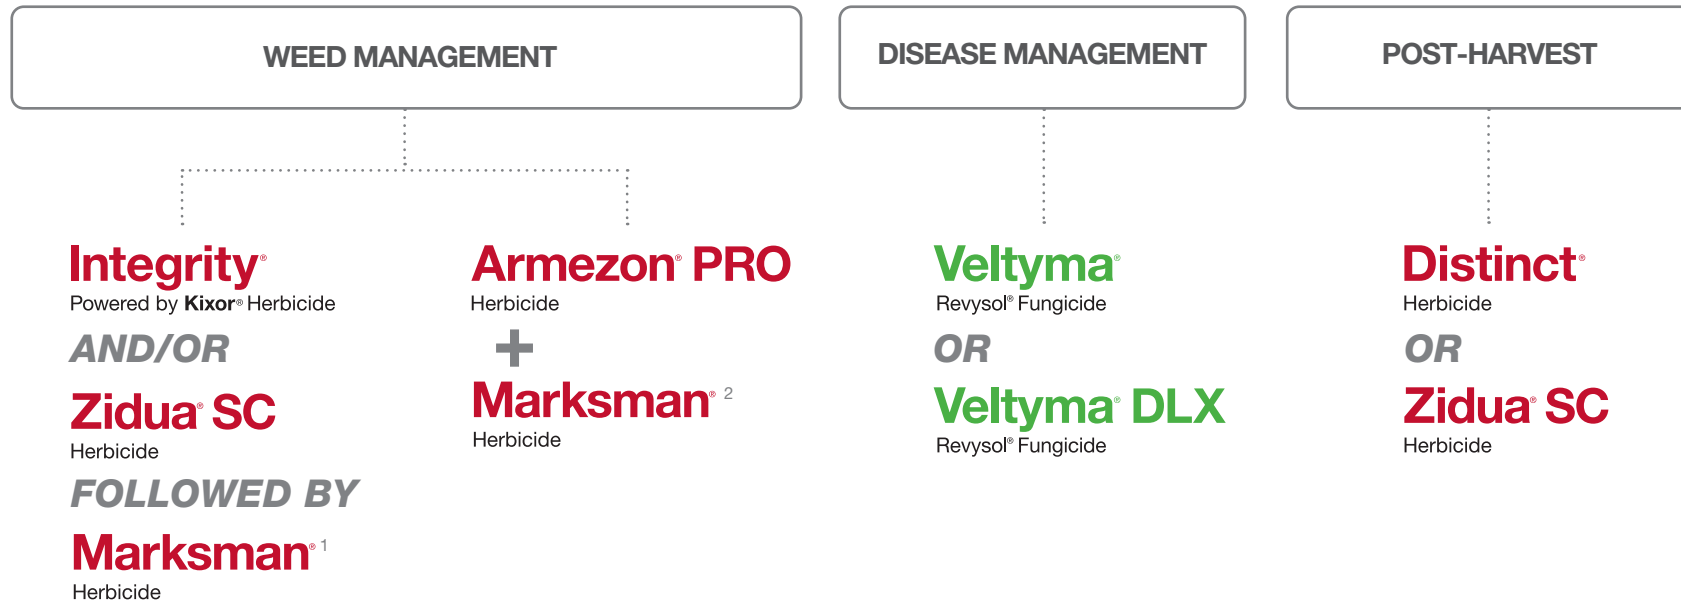 WEED MANAGEMENT
Integrity®
Powered by Kixor® Herbicide
AND/OR
Zidua® SC
Herbicide
FOLLOWED BY
Marksman® 1
Herbicide
Armezon® PRO
Herbicide
+
Marksman® 2
Herbicide
DISEASE MANAGEMENT
Veltyma®
Revysol® Fungicide
OR
Veltyma® DLX
Revysol® Fungicide
POST-HARVEST
Distinct®
Herbicide
OR
Zidua® SC
Herbicide